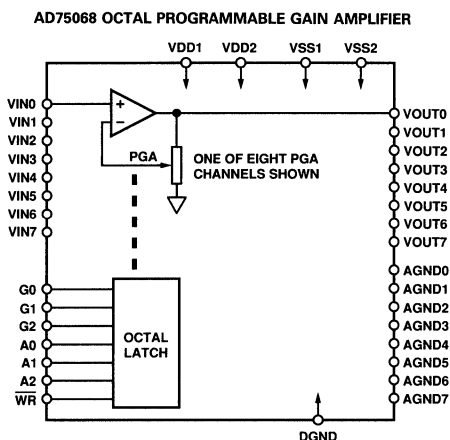 AD75068 OCTAL PROGRAMMABLE GAIN AMPLIFIER
VDD1 VDD2 VSS1 VSS2
VIN0
VIN1
VIN2
VIN3
VIN4
VIN5
VIN6
VIN7
+
−
PGA
ONE OF EIGHT PGA
CHANNELS SHOWN
VOUT0
VOUT1
VOUT2
VOUT3
VOUT4
VOUT5
VOUT6
VOUT7
AGND0
AGND1
AGND2
AGND3
AGND4
AGND5
AGND6
AGND7
G0
G1
G2
A0
A1
A2
WR
OCTAL
LATCH
DGND